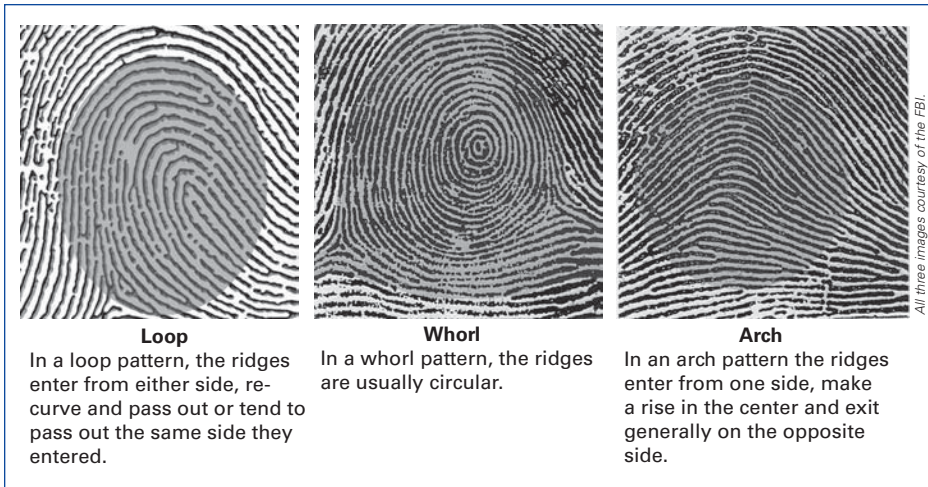 Loop
In a loop pattern, the ridges
enter from either side, re-
curve and pass out or tend to
pass out the same side they
entered.
Whorl
In a whorl pattern, the ridges
are usually circular.
Arch
In an arch pattern the ridges
enter from one side, make
a rise in the center and exit
generally on the opposite
side.
All three images courtesy of the FBI.